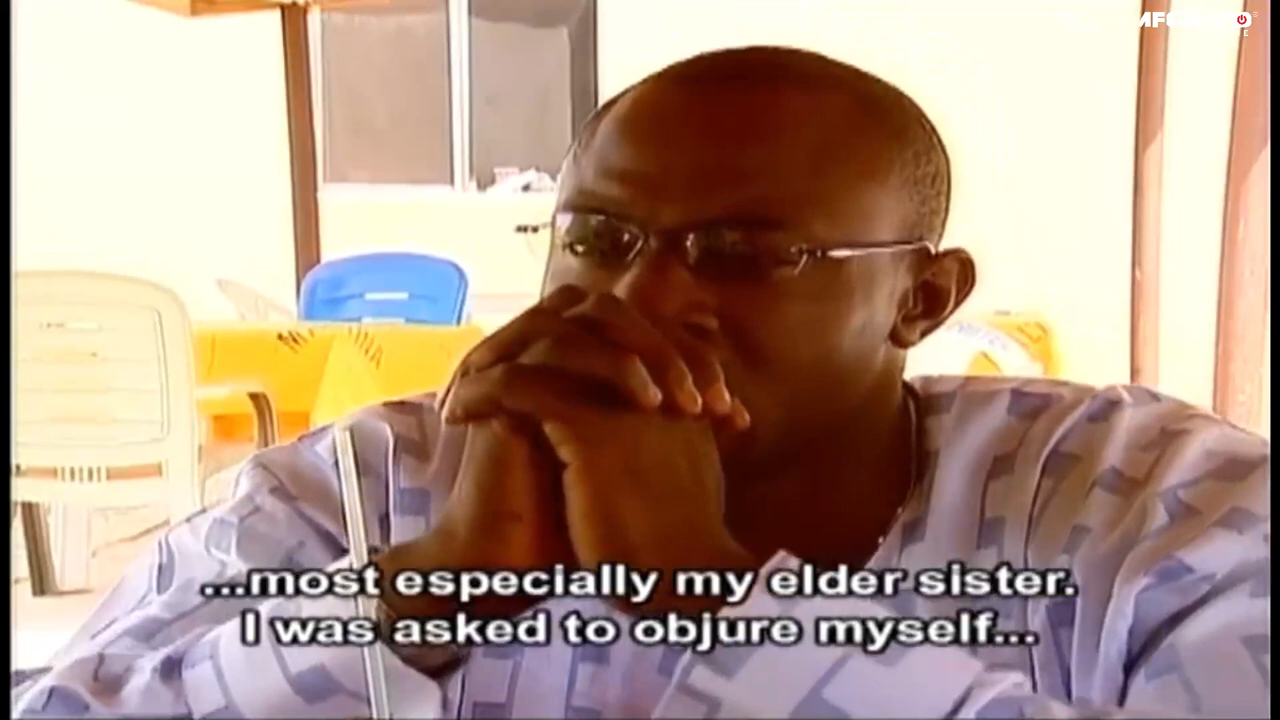 ...most especially my elder sister.
I was asked to objure myself...